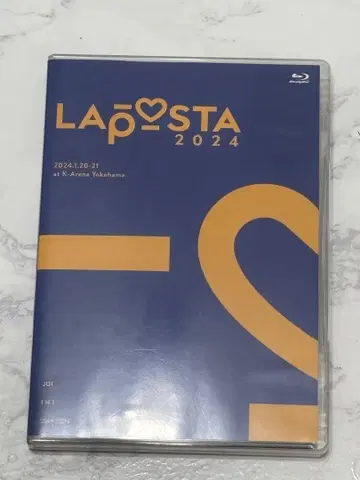 LAPOSTA
2024
2024.1.20-21
at K-Arena Yokohama
JO1
INI